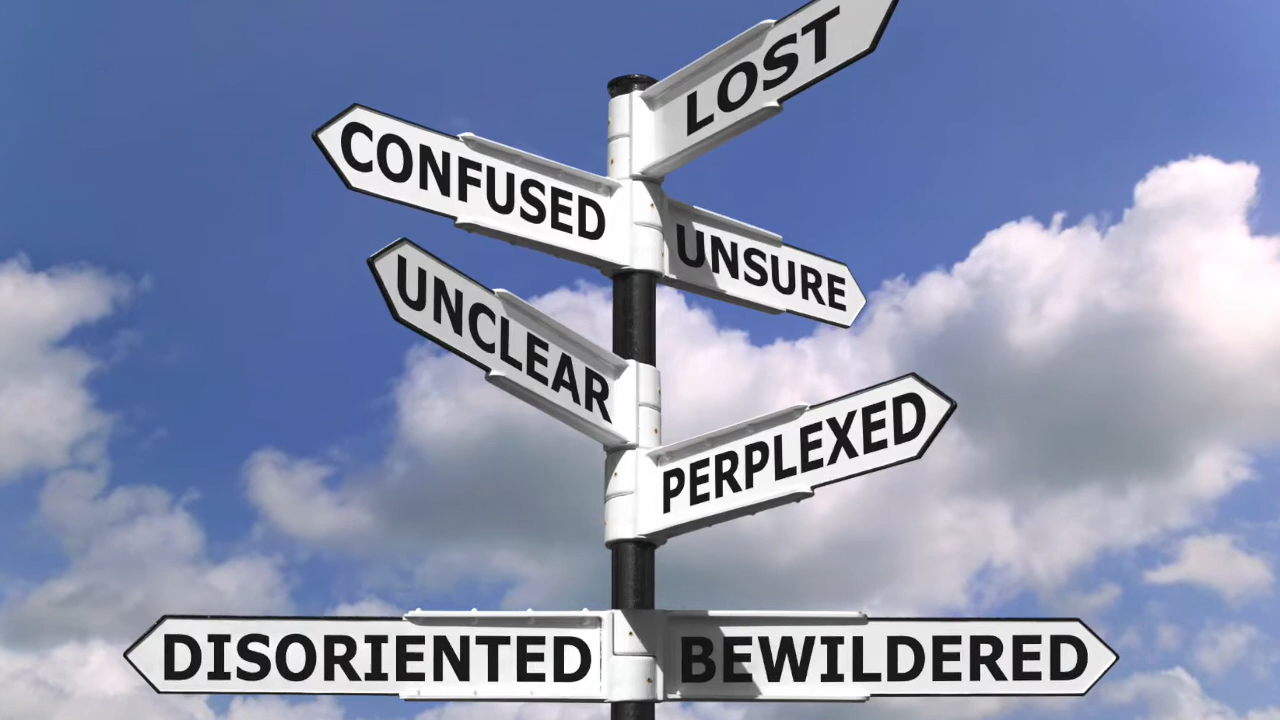 LOST
CONFUSED
UNSURE
UNCLEAR
PERPLEXED
DISORIENTED
BEWILDERED